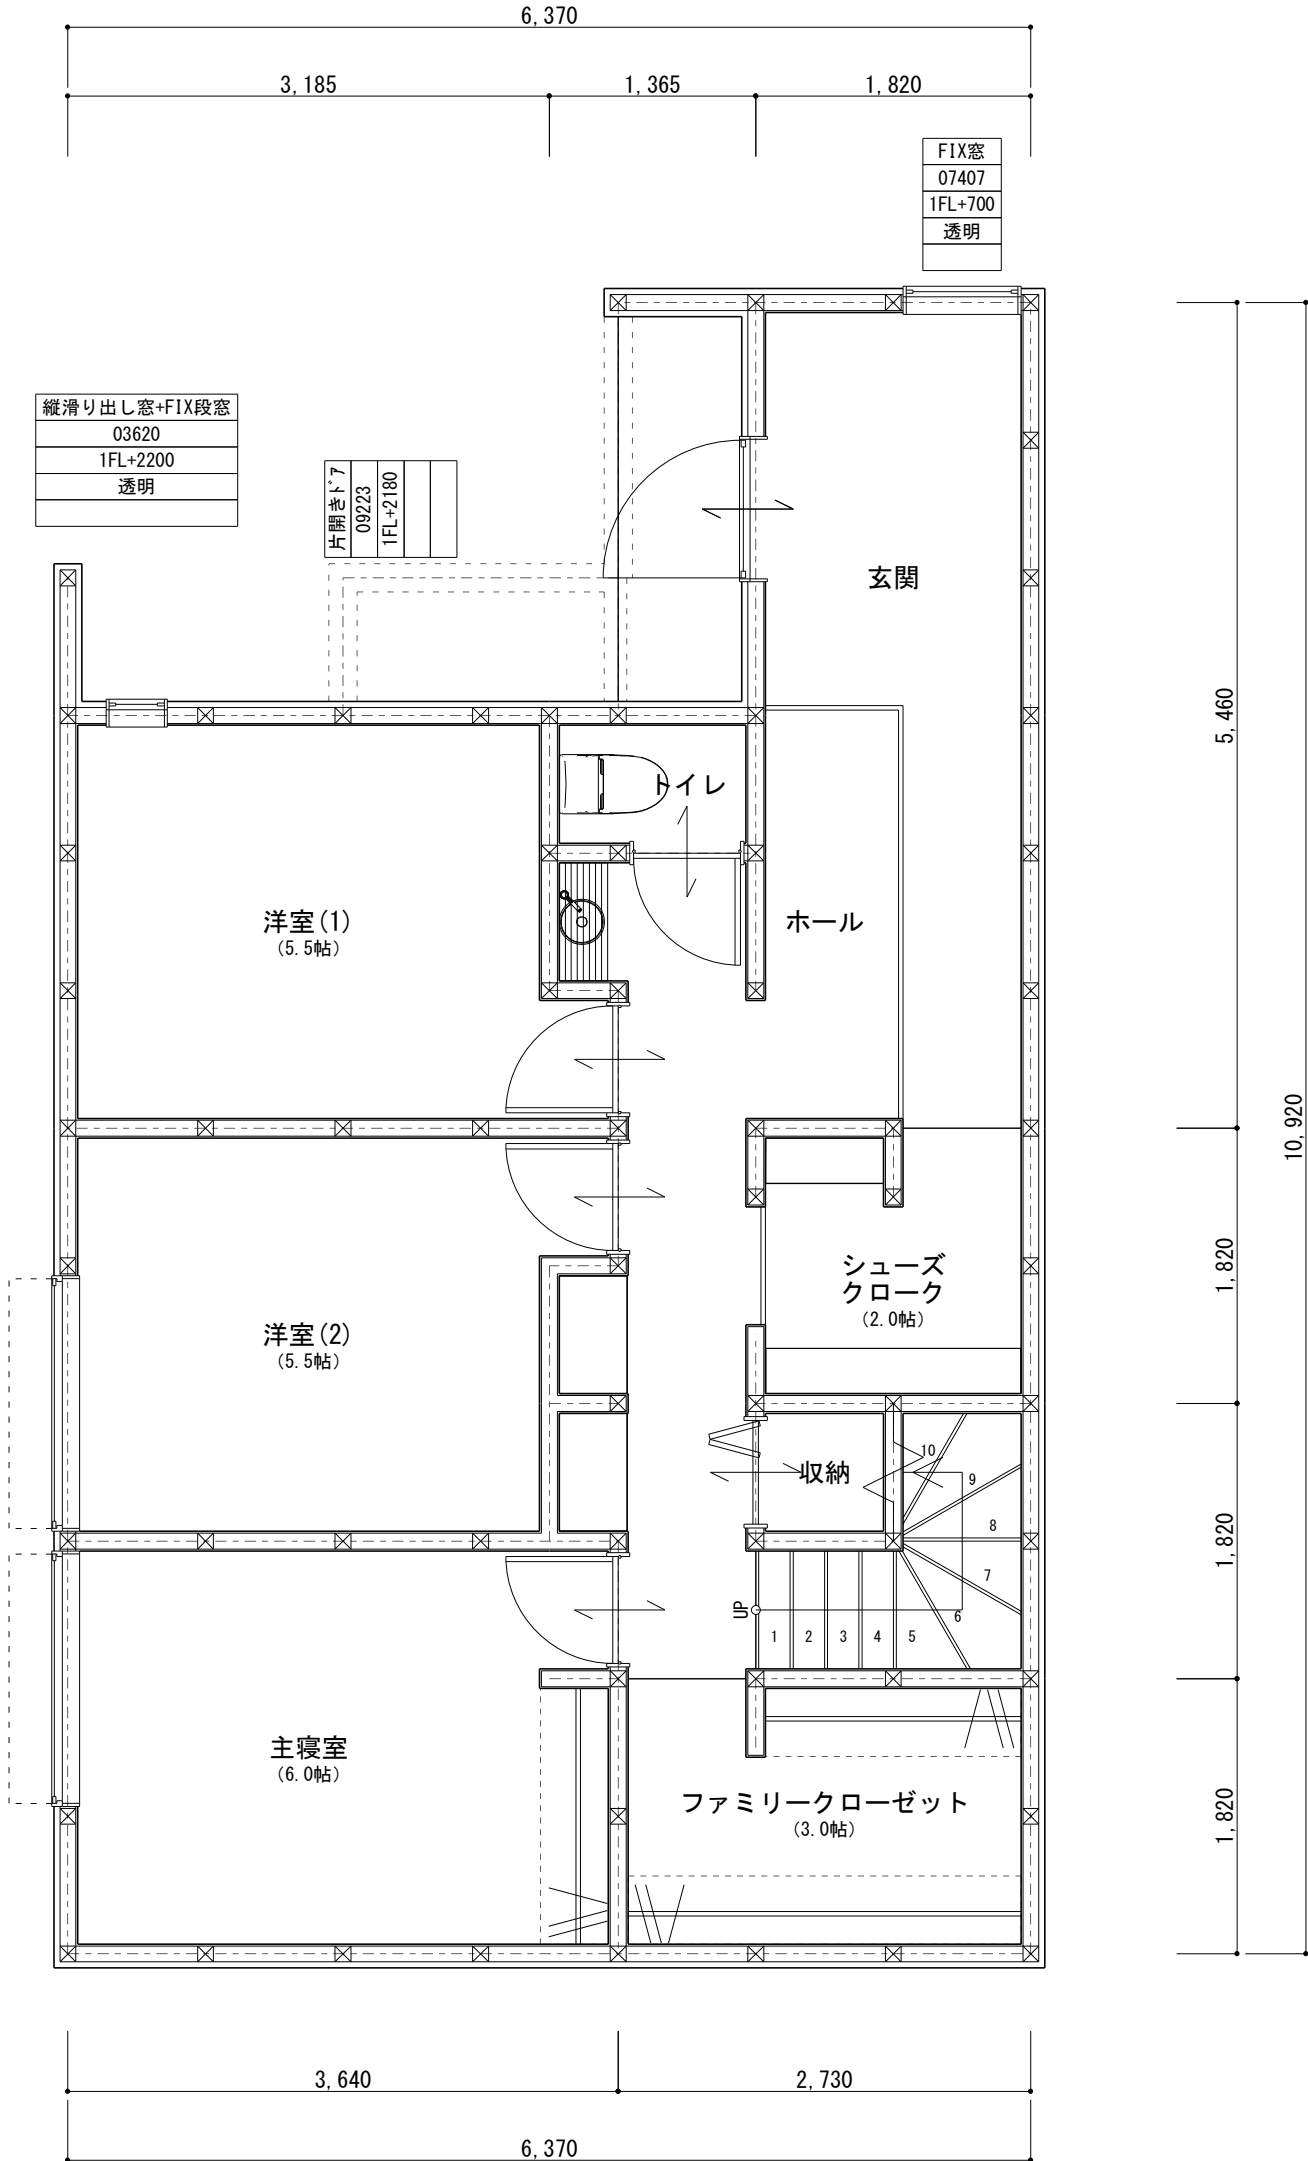 6,370
3,185
1,365
1,820
FIX窓
07407
1FL+700
透明
縦滑り出し窓+FIX段窓
03620
1FL+2200
透明
片開きドア
09223
1FL+2180
玄関
5,460
10,920
トイレ
洋室(1)
(5.5帖)
ホール
シューズ
クローク
(2.0帖)
1,820
洋室(2)
(5.5帖)
収納
10
9
8
7
6
UP
1
2
3
4
5
1,820
主寝室
(6.0帖)
ファミリークローゼット
(3.0帖)
1,820
3,640
2,730
6,370